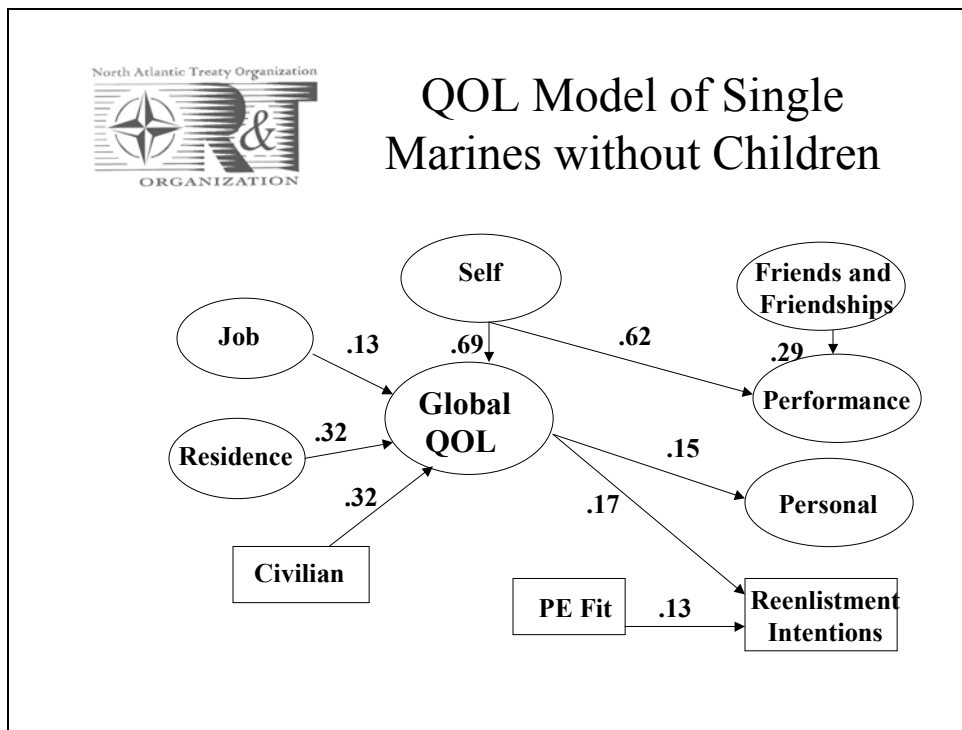 North Atlantic Treaty Organization
R&T
ORGANIZATION
QOL Model of Single
Marines without Children
Self
Friends and
Friendships
Job
.13
.69
.62
.29
Global
QOL
Performance
Residence
.32
.15
.32
.17
Personal
Civilian
PE Fit
.13
Reenlistment
Intentions